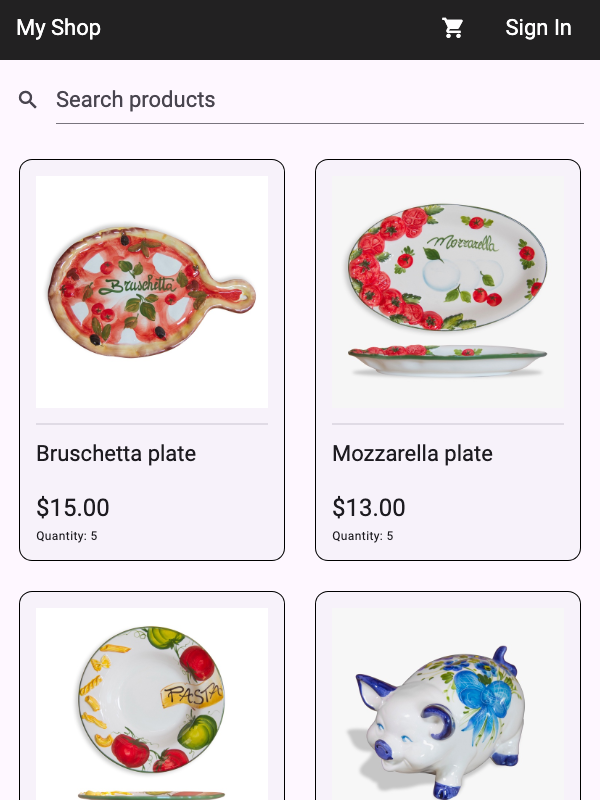 My Shop
Sign In
Search products
Bruschetta
Mozzarella
Bruschetta plate
Mozzarella plate
$15.00
$13.00
Quantity: 5
Quantity: 5
PASTA